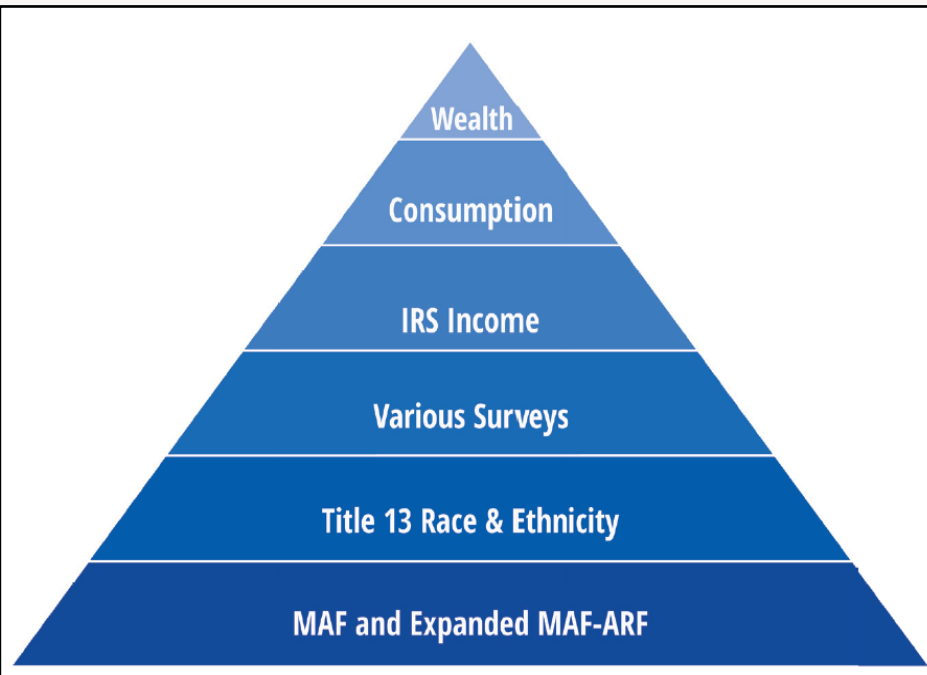 Wealth
Consumption
IRS Income
Various Surveys
Title 13 Race & Ethnicity
MAF and Expanded MAF-ARF